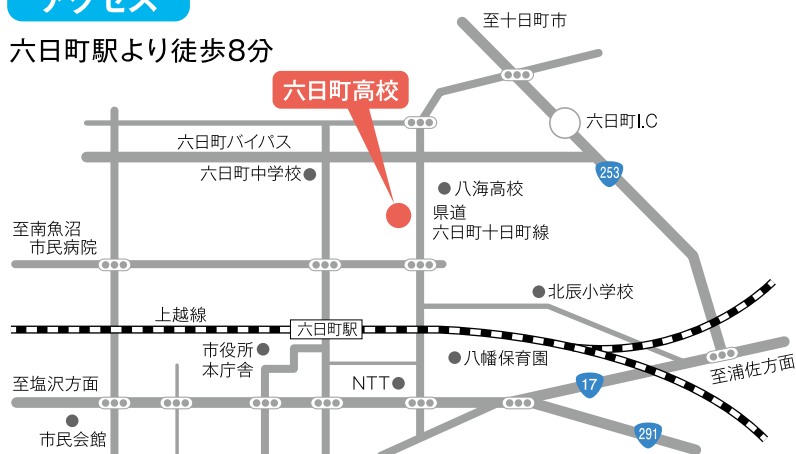 アクセス
六日町駅より徒歩8分
至十日町市
六日町高校
六日町I.C
六日町バイパス
六日町中学校
253
八海高校
県道
六日町十日町線
至南魚沼
市民病院
北辰小学校
上越線
六日町駅
市役所
本庁舎
八幡保育園
至浦佐方面
至塩沢方面
NTT
17
市民会館
291